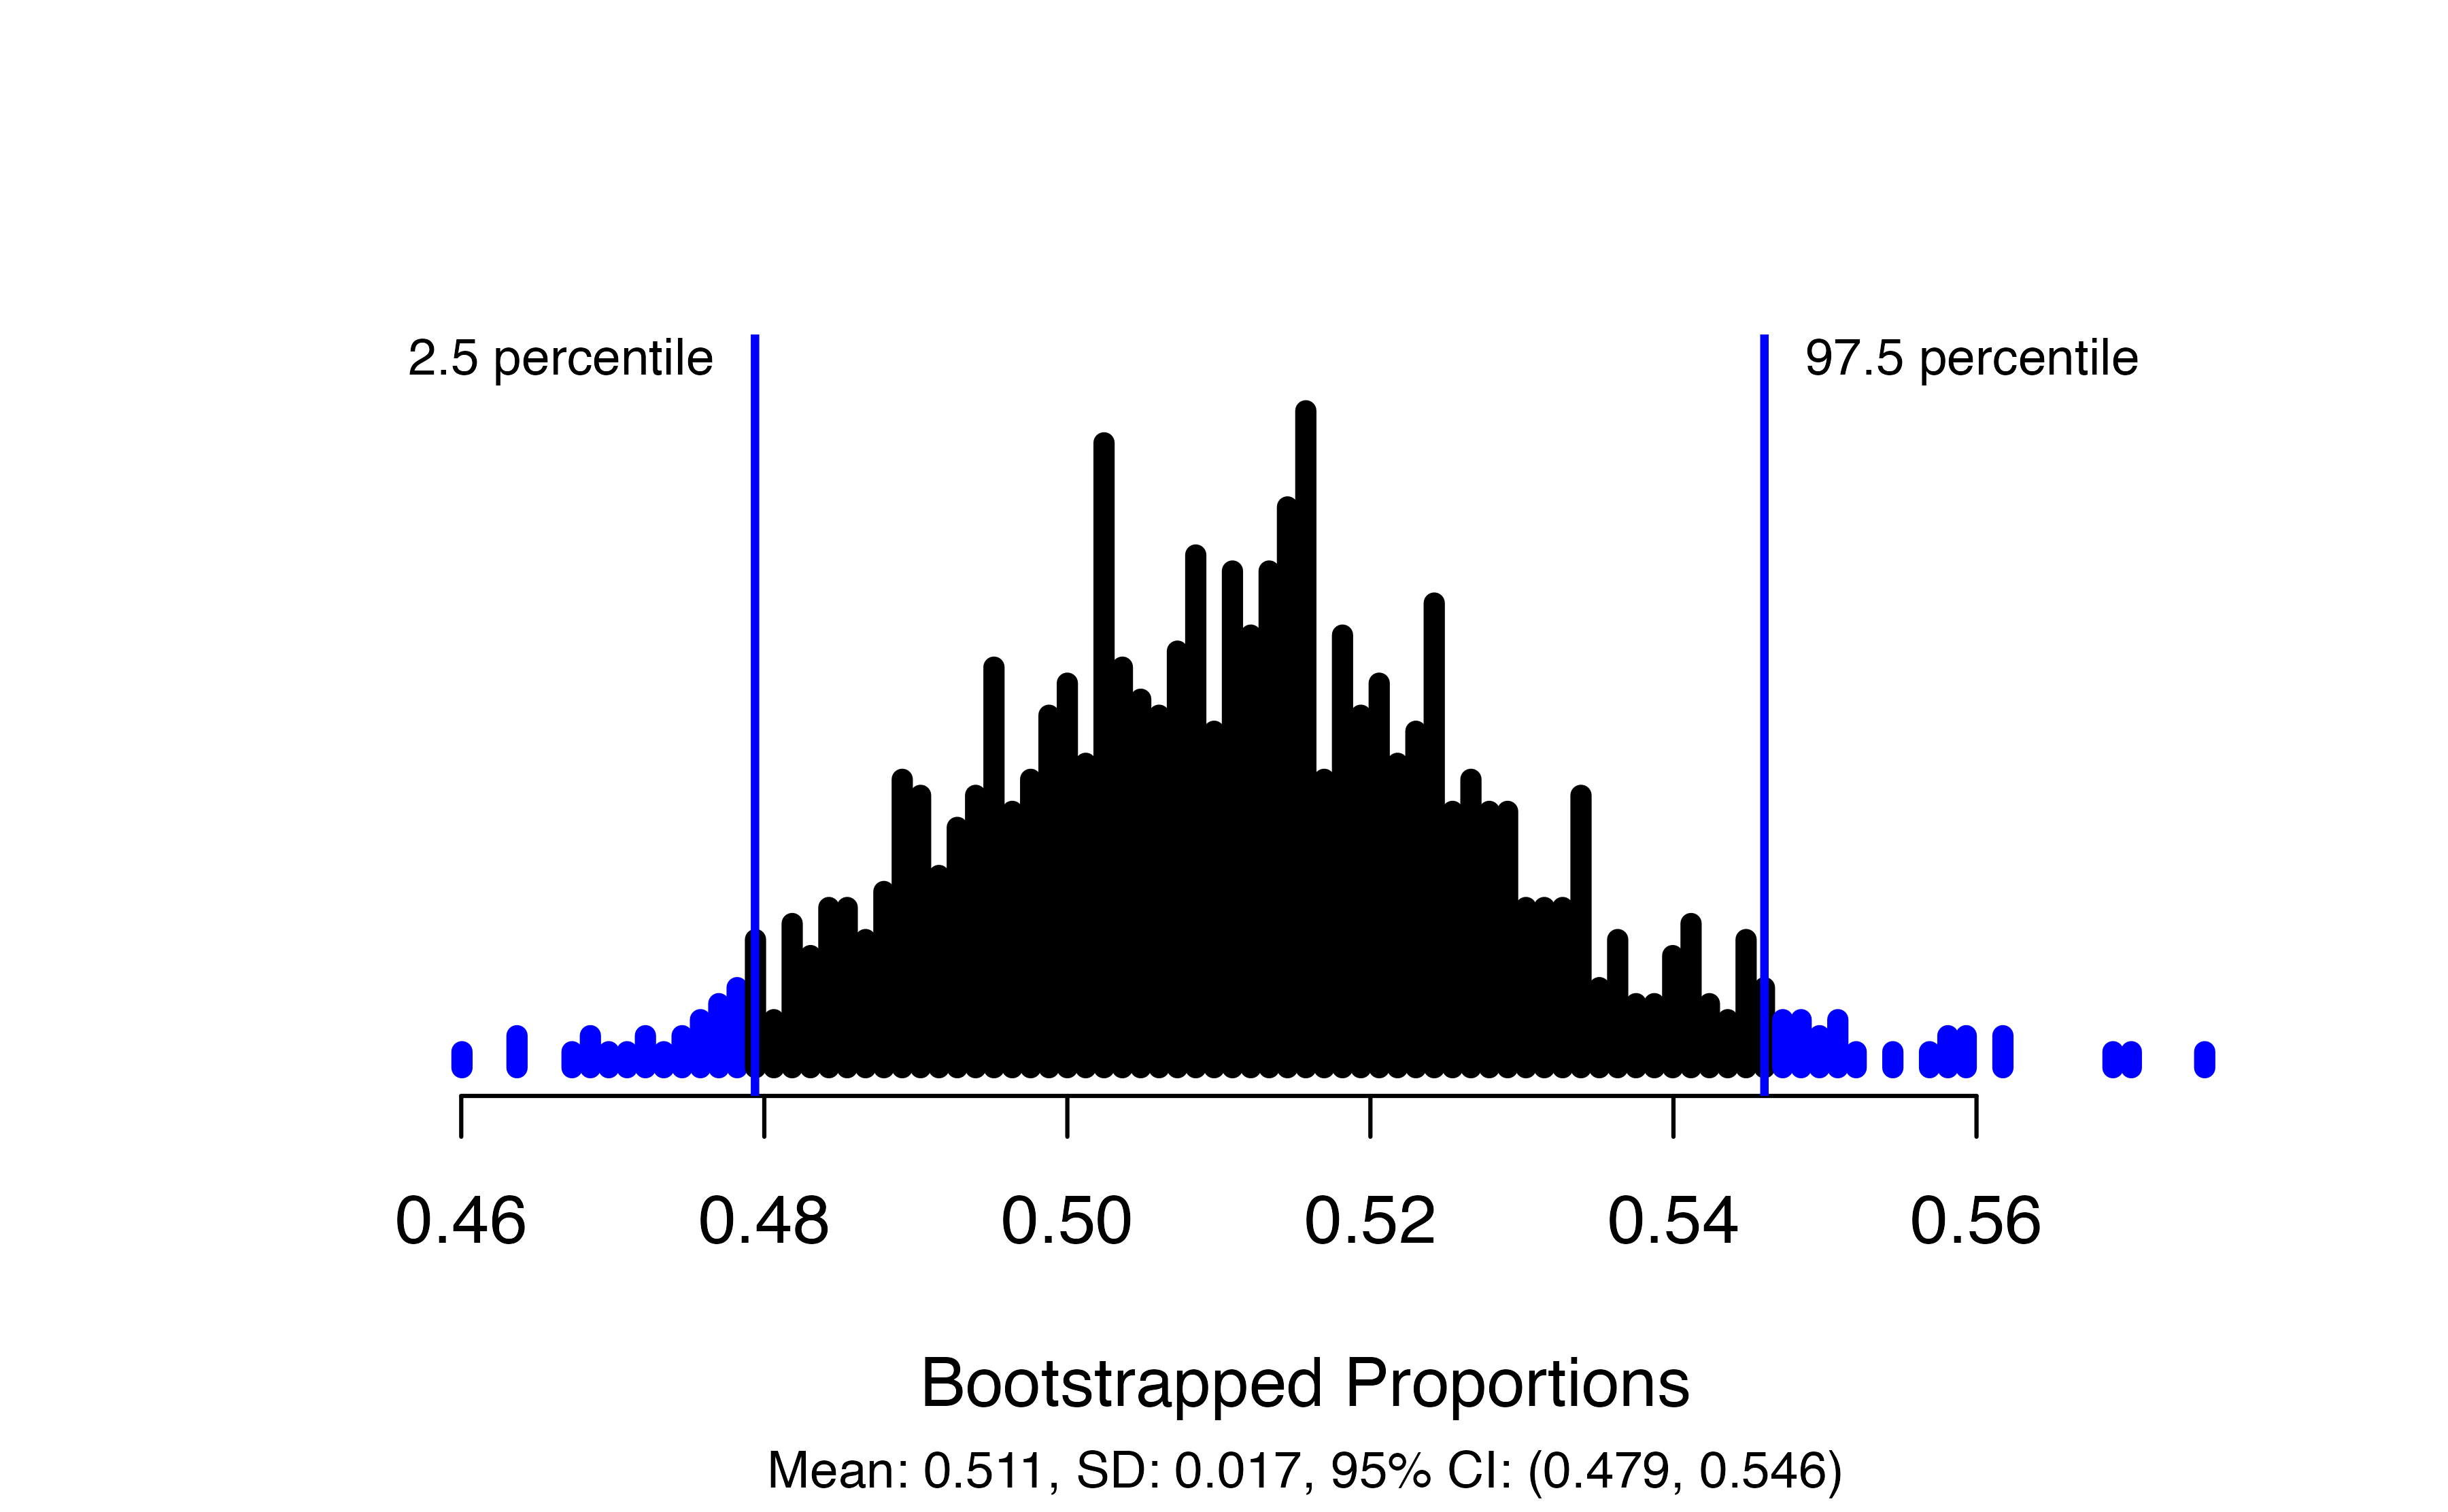 2.5 percentile 97.5 percentile
0.46 0.48 0.50 0.52 0.54 0.56
Bootstrapped Proportions
Mean: 0.511, SD: 0.017, 95% CI: (0.479, 0.546)